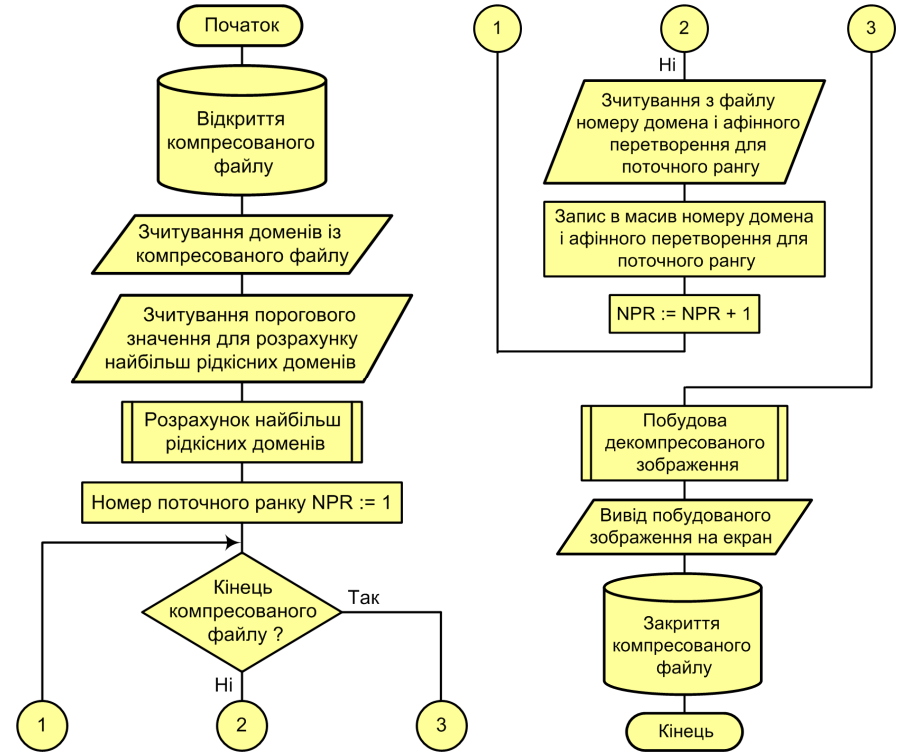 Початок
Відкриття
компресованого
файлу
Зчитування доменів із
компресованого файлу
Зчитування порогового
значення для розрахунку
найбільш рідкісних доменів
Розрахунок найбільш
рідкісних доменів
Номер поточного ранку NPR := 1
Кінець
компресованого
файлу ?
Так
Ні
1
2
3
1
2
3
Ні
Зчитування з файлу
номеру домена і афінного
перетворення для
поточного рангу
Запис в масив номеру домена
і афінного перетворення для
поточного рангу
NPR := NPR + 1
Побудова
декомпресованого
зображення
Вивід побудованого
зображення на екран
Закриття
компресованого
файлу
Кінець